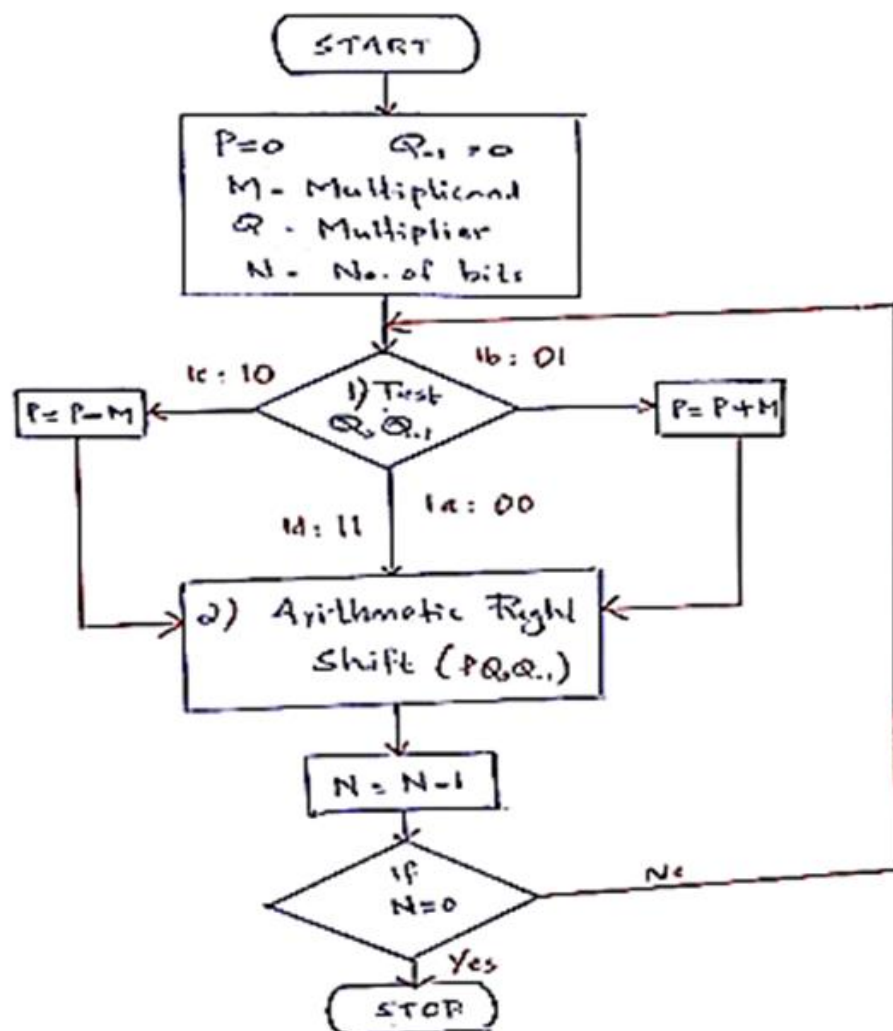 START
P=0 Q-1 = 0
M - Multiplicand
Q - Multiplier
N - No. of bits
1c : 10
1b : 01
1) Test
Q0 Q-1
P = P - M
P = P + M
1d : 11
1a : 00
2) Arithmetic Right
Shift (PQ,Q-1)
N = N-1
If
N=0
No
Yes
STOP